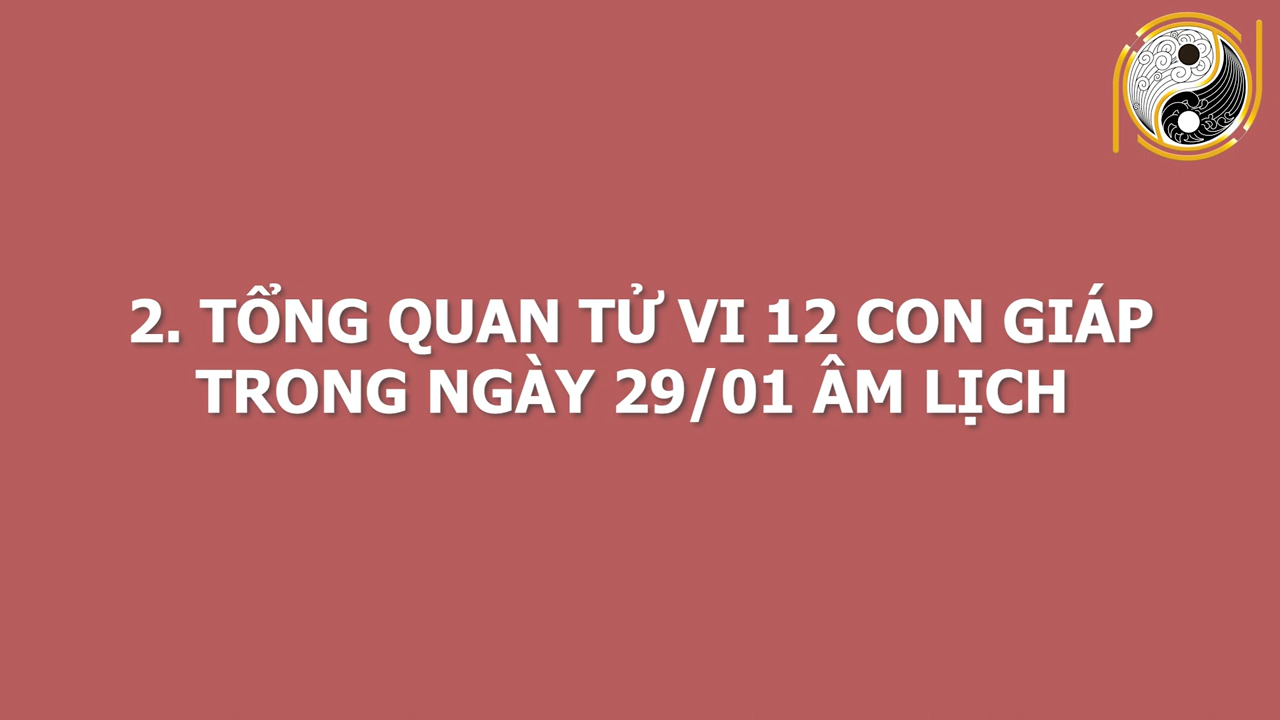 2. TỔNG QUAN TỬ VI 12 CON GIÁP
TRONG NGÀY 29/01 ÂM LỊCH